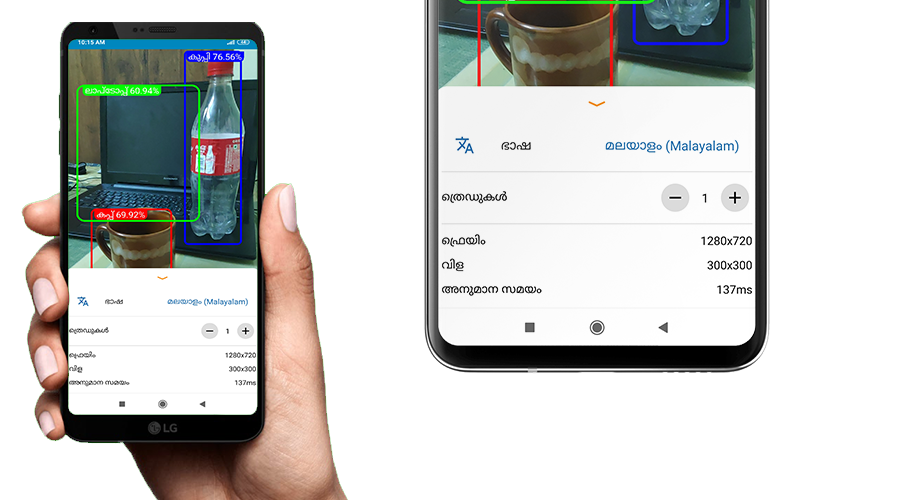 10:15 AM
കുപ്പി 76.56%
ലാപ്ടോപ്പ് 60.94%
കപ്പ് 69.92%
ഭാഷ മലയാളം (Malayalam)
ത്രെഡുകൾ 1
ഫ്രെയിം 1280x720
വിള 300x300
അനുമാന സമയം 137ms
LG
ഭാഷ മലയാളം (Malayalam)
ത്രെഡുകൾ 1
ഫ്രെയിം 1280x720
വിള 300x300
അനുമാന സമയം 137ms